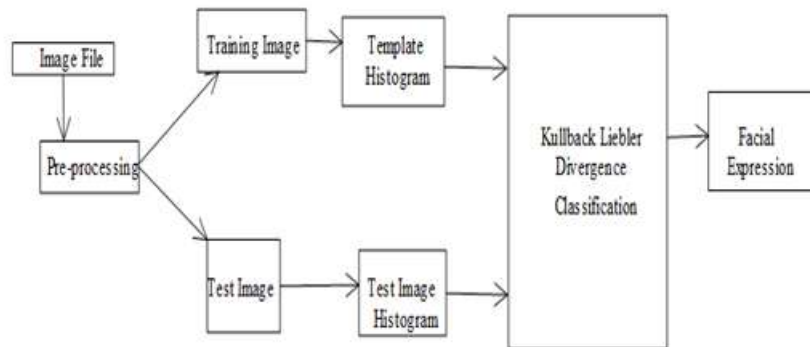 Image File
Pre-processing
Training Image
Template
Histogram
Test Image
Test Image
Histogram
Kullback Liebler
Divergence
Classification
Facial
Expression